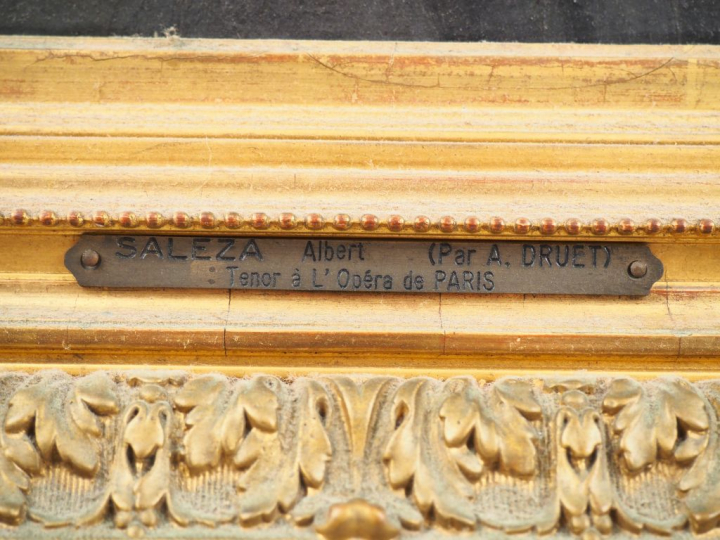 SALEZA Albert (Par A. DRUET)
: Tenor à L'Opéra de PARIS